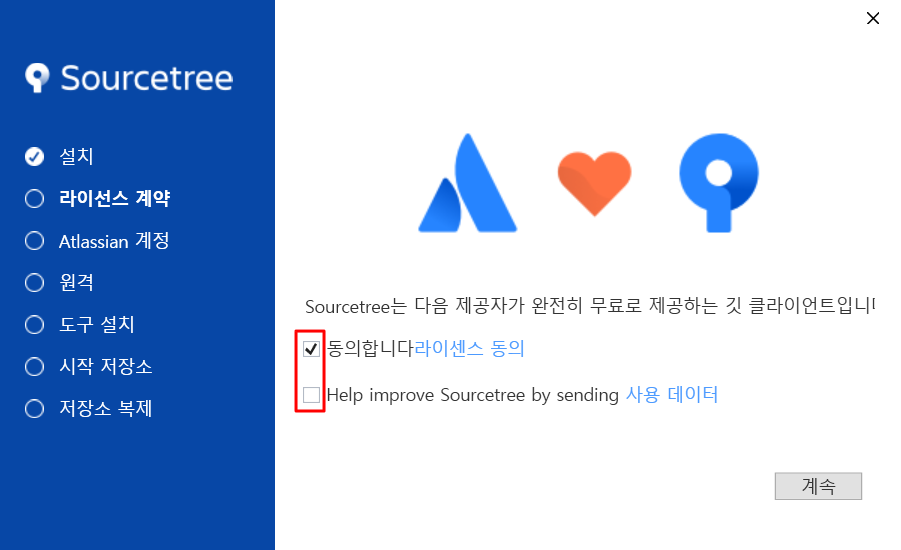 Sourcetree
설치
라이선스 계약
Atlassian 계정
원격
도구 설치
시작 저장소
저장소 복제
Sourcetree는 다음 제공자가 완전히 무료로 제공하는 깃 클라이언트입니
동의합니다라이센스 동의
Help improve Sourcetree by sending 사용 데이터
계속